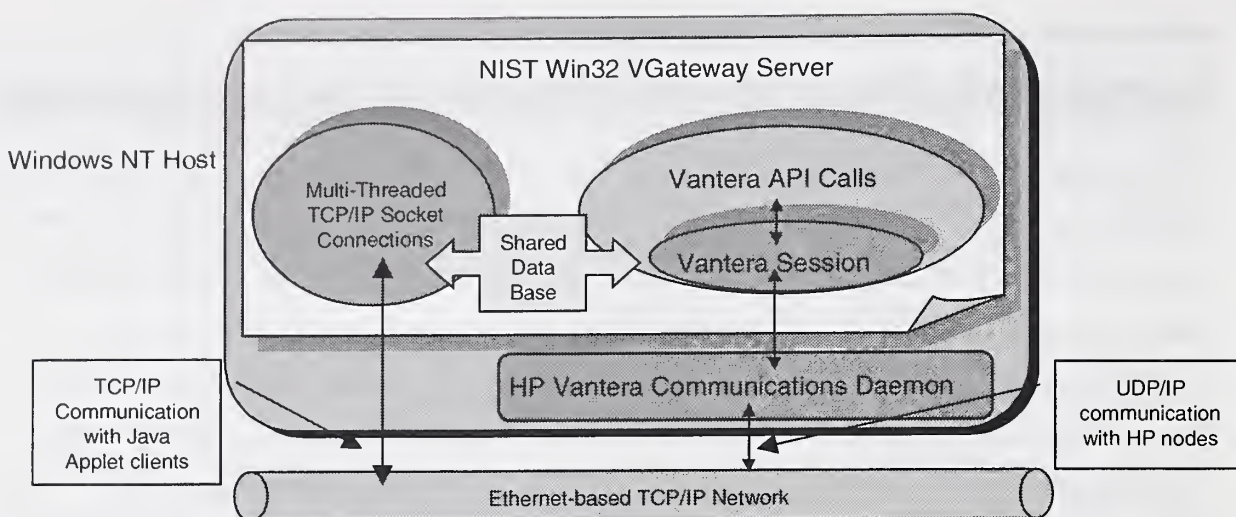 NIST Win32 VGateway Server
Windows NT Host
Multi-Threaded
TCP/IP Socket
Connections
Shared
Data
Base
Vantera API Calls
Vantera Session
HP Vantera Communications Daemon
TCP/IP
Communication
with Java
Applet clients
UDP/IP
communication
with HP nodes
Ethernet-based TCP/IP Network